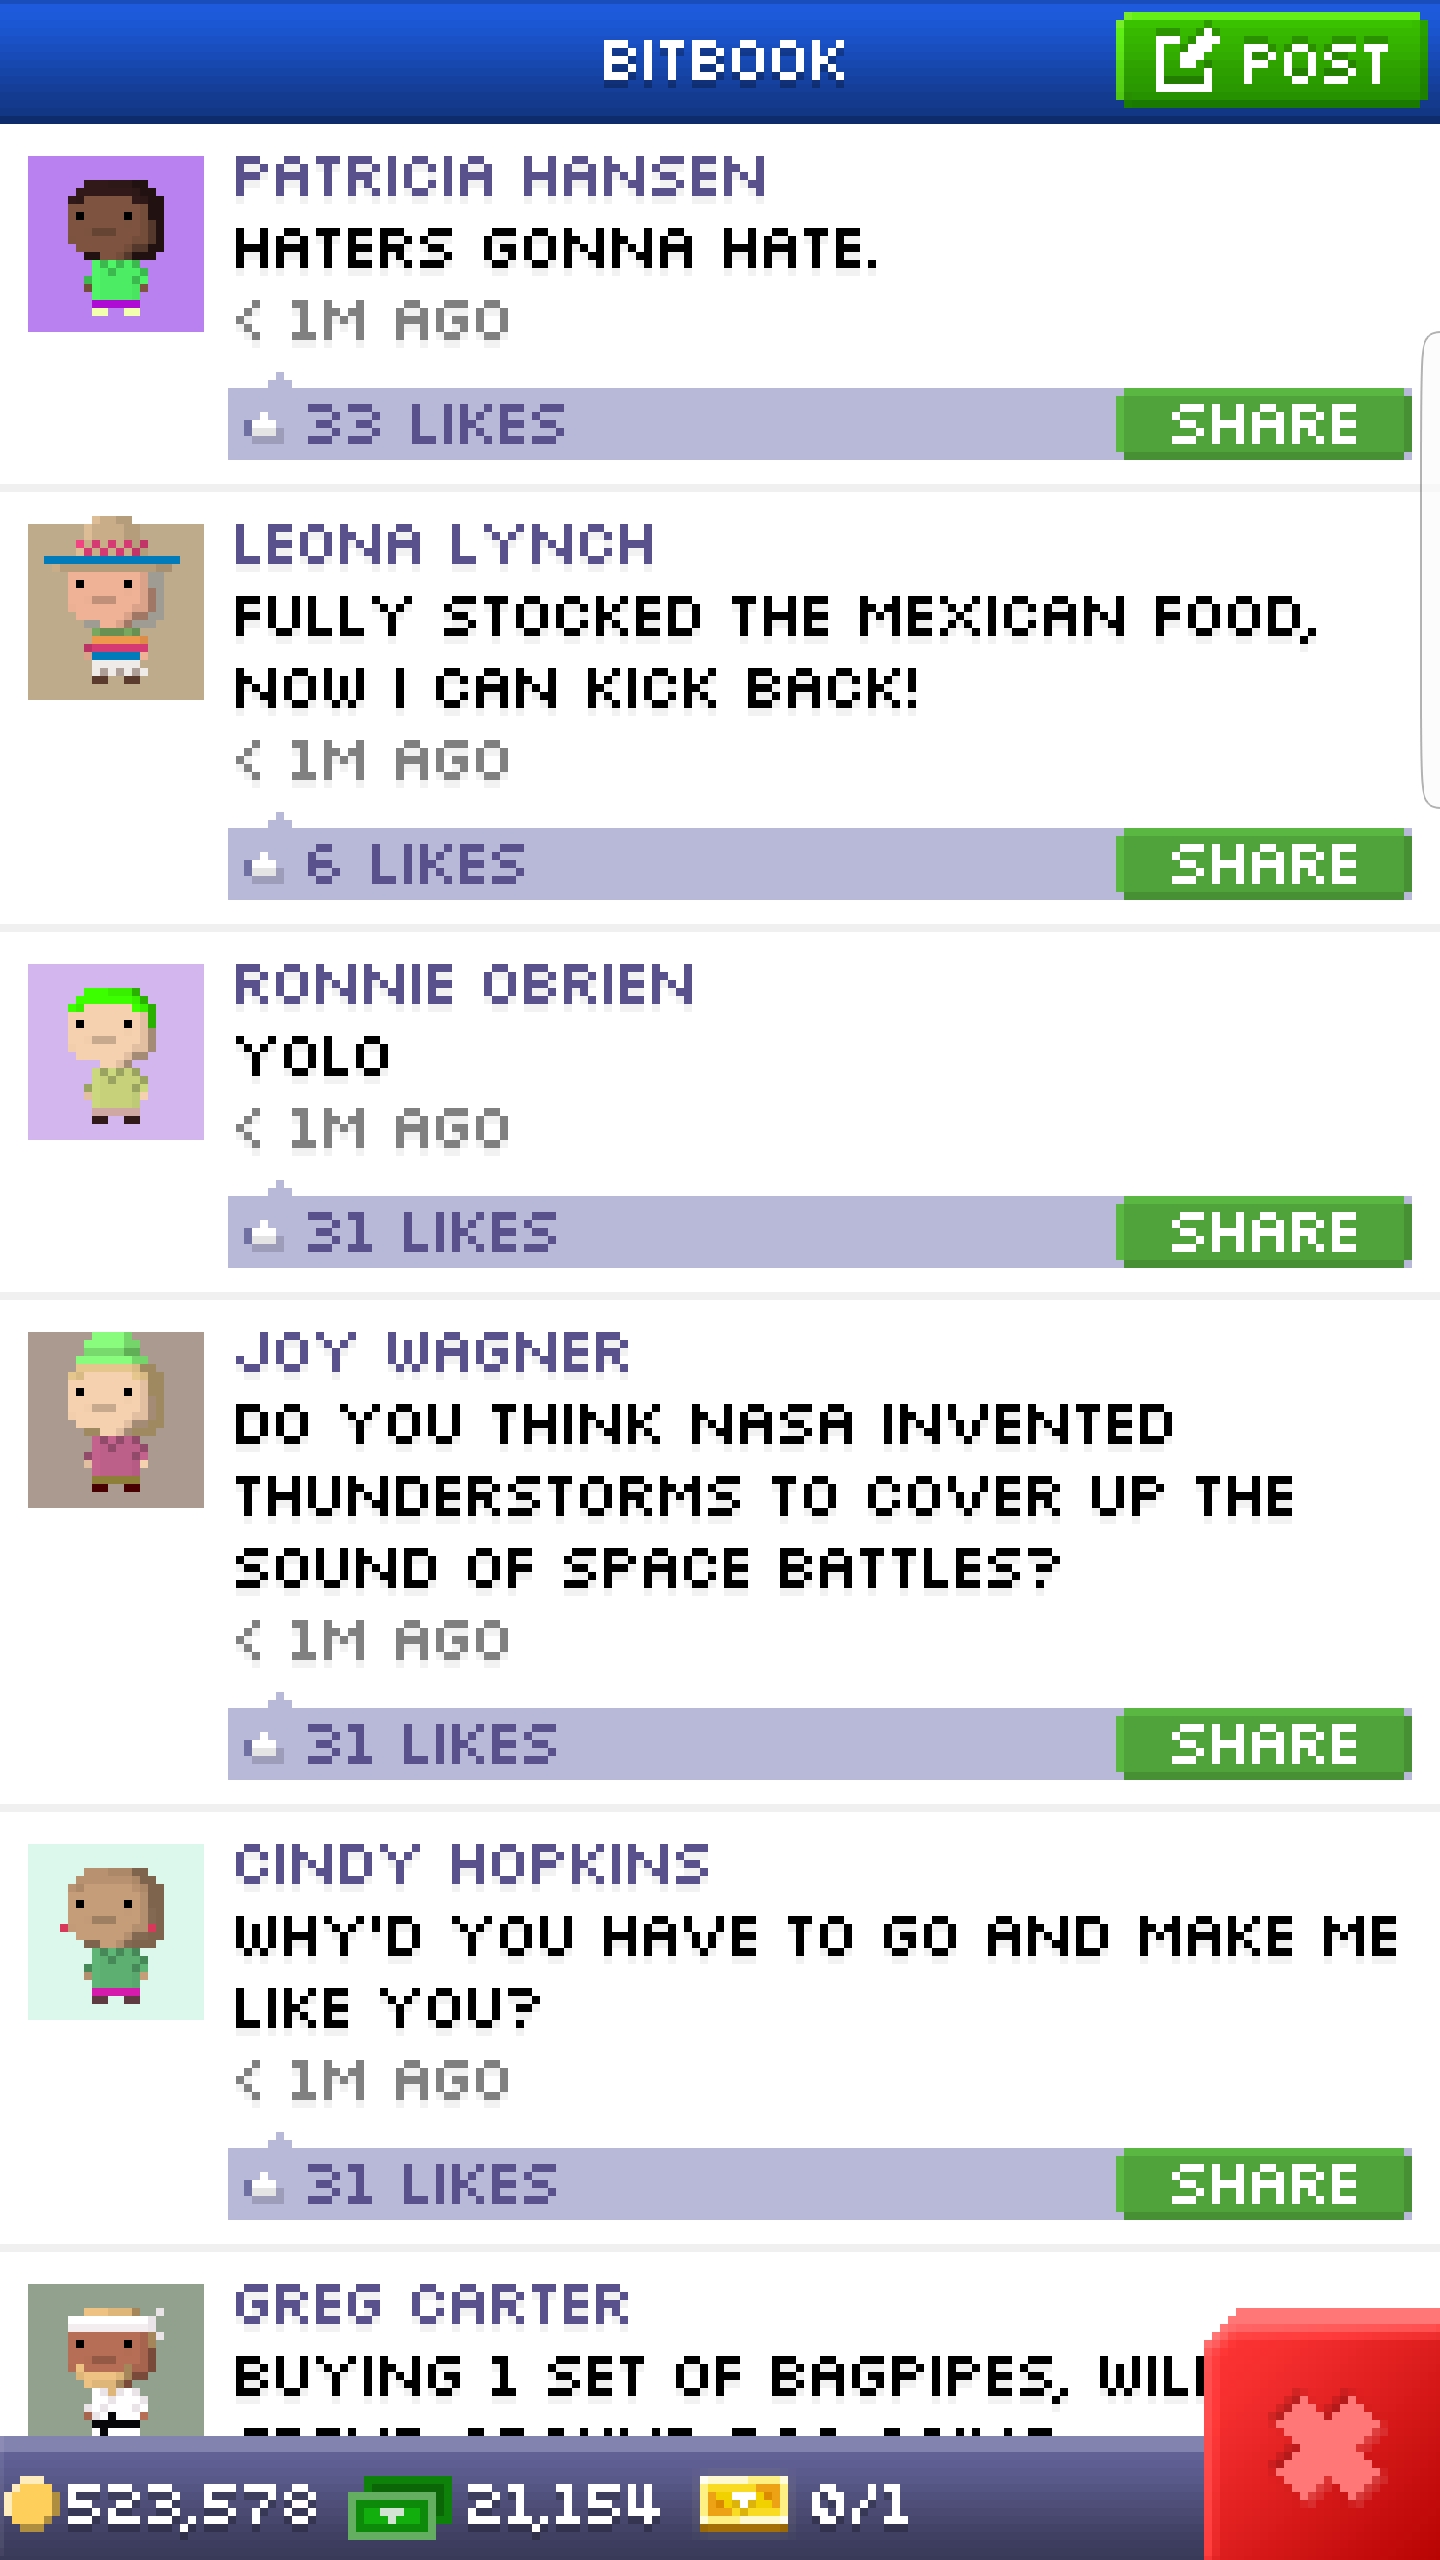 BITBOOK
POST
PATRICIA HANSEN
HATERS GONNA HATE.
< 1M AGO
33 LIKES
SHARE
LEONA LYNCH
FULLY STOCKED THE MEXICAN FOOD,
NOW I CAN KICK BACK!
< 1M AGO
6 LIKES
SHARE
RONNIE OBRIEN
YOLO
< 1M AGO
31 LIKES
SHARE
JOY WAGNER
DO YOU THINK NASA INVENTED
THUNDERSTORMS TO COVER UP THE
SOUND OF SPACE BATTLES?
< 1M AGO
31 LIKES
SHARE
CINDY HOPKINS
WHY'D YOU HAVE TO GO AND MAKE ME
LIKE YOU?
< 1M AGO
31 LIKES
SHARE
GREG CARTER
BUYING 1 SET OF BAGPIPES,
523,578
21,154
0/1